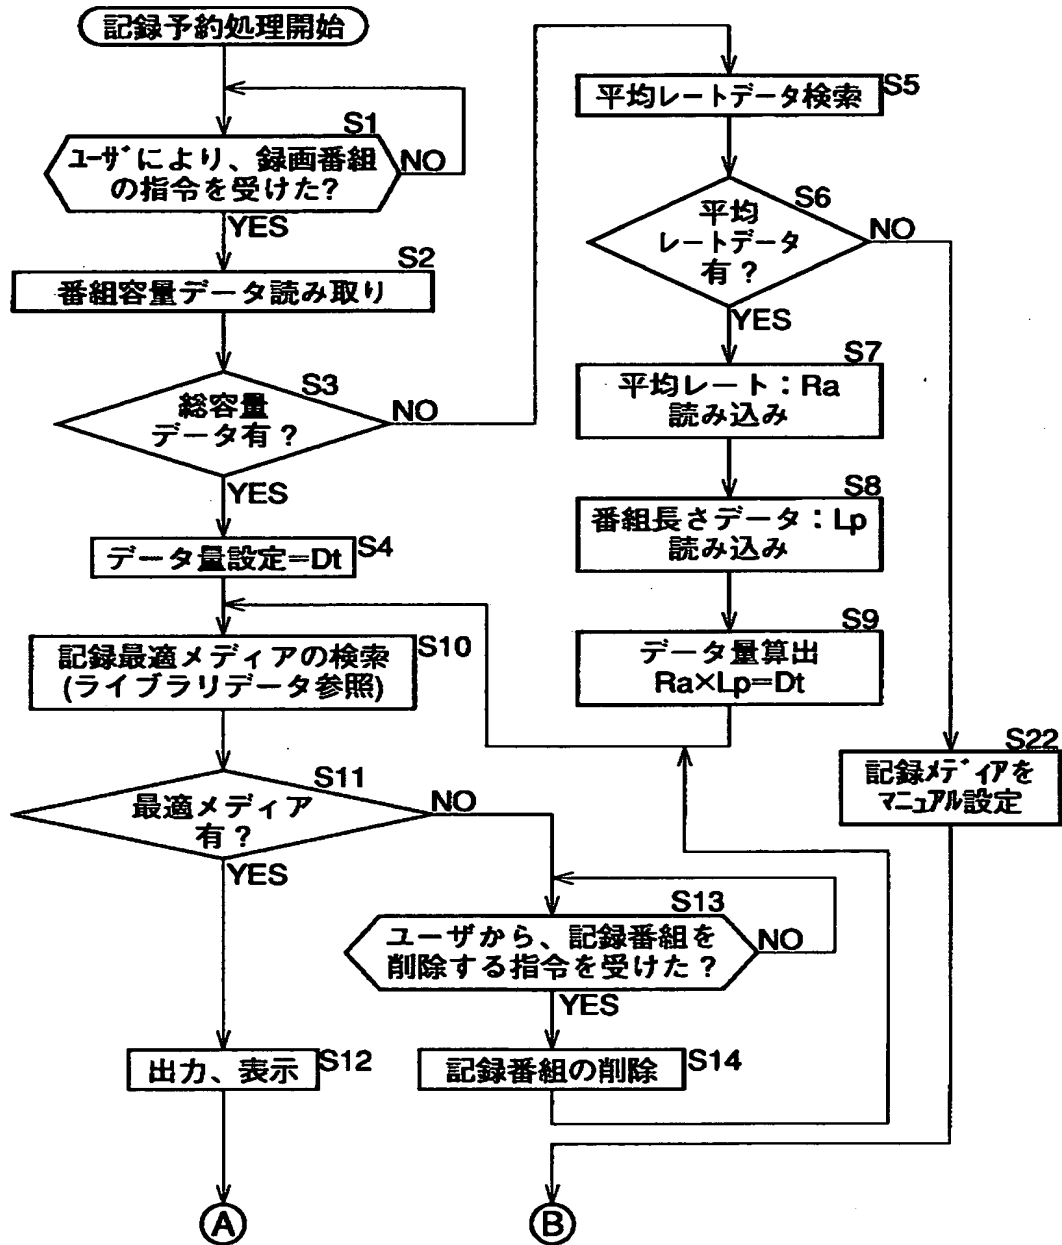 記録予約処理開始
S1
ユーザにより、録画番組
の指令を受けた?
NO
YES
S2
番組容量データ読み取り
S3
総容量
データ有?
NO
YES
データ量設定=Dt
S4
記録最適メディアの検索
(ライブラリデータ参照)
S10
S11
最適メディア
有?
NO
YES
出力、表示
S12
A
平均レートデータ検索
S5
S6
平均
レートデータ
有?
NO
YES
S7
平均レート:Ra
読み込み
S8
番組長さデータ:Lp
読み込み
S9
データ量算出
Ra×Lp=Dt
S22
記録メディアを
マニュアル設定
S13
ユーザから、記録番組を
削除する指令を受けた?
NO
YES
記録番組の削除
S14
B